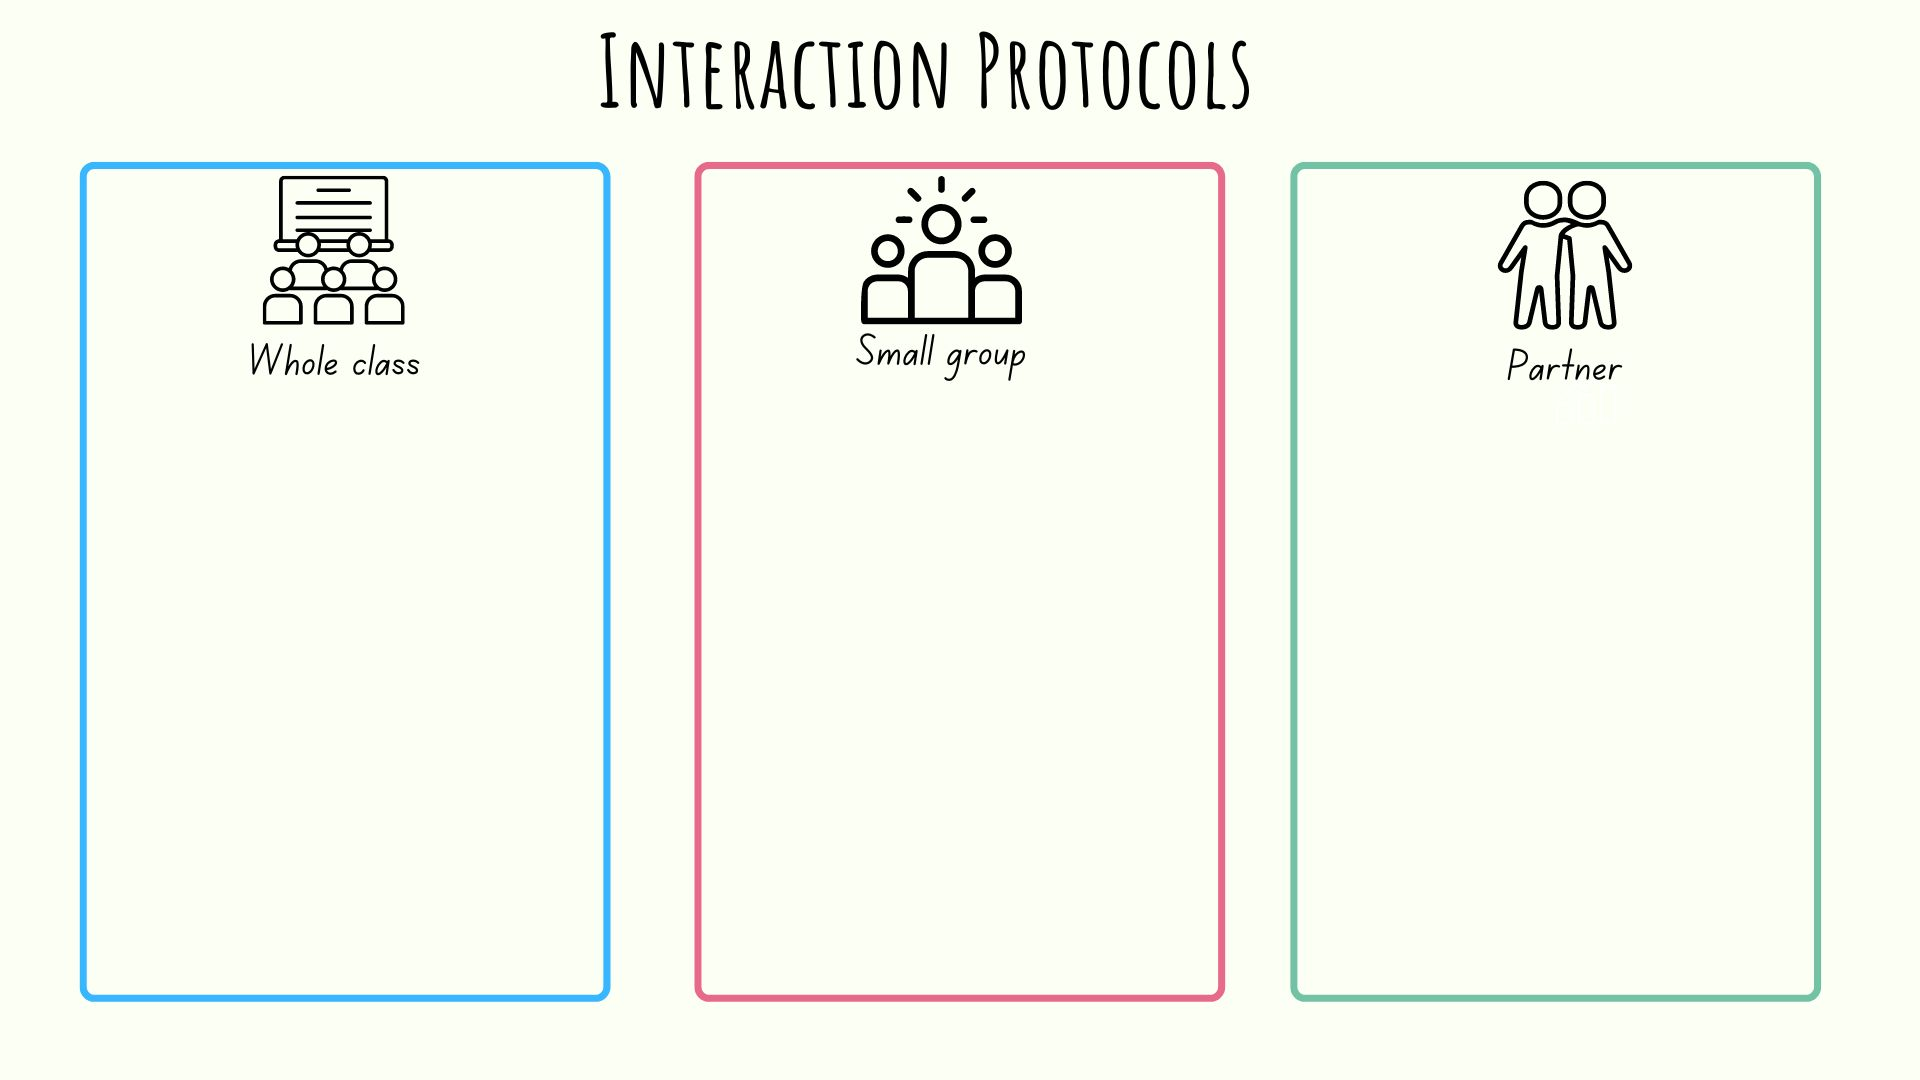 Interaction Protocols
Whole class
Small group
Partner